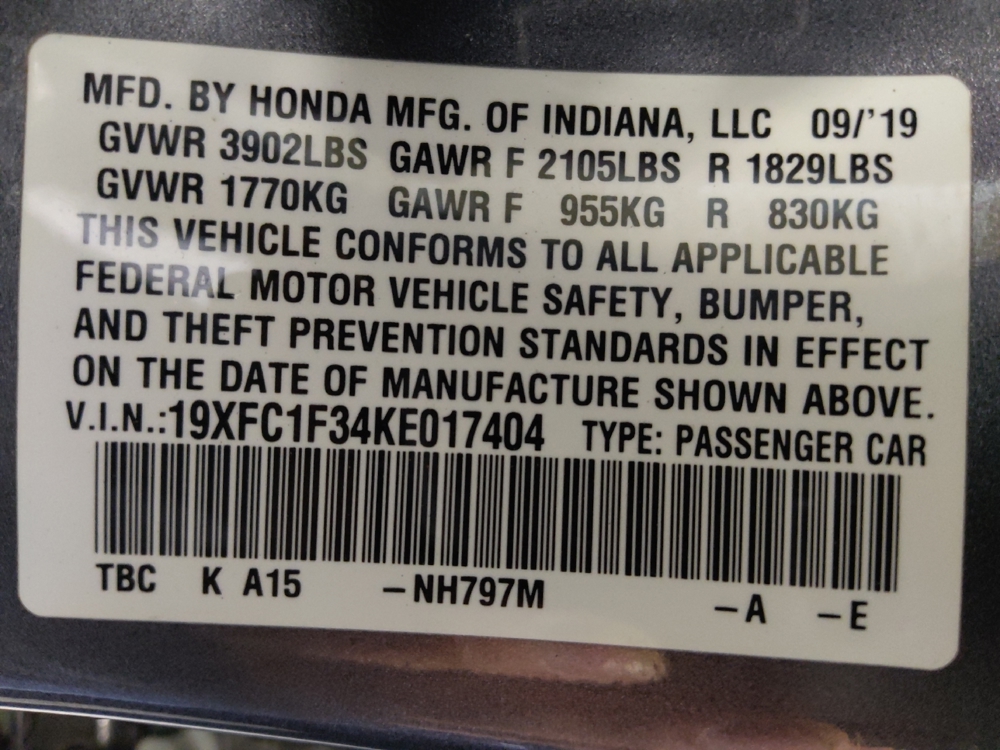 MFD. BY HONDA MFG. OF INDIANA, LLC 09/'19
GVWR 3902LBS GAWR F 2105LBS R 1829LBS
GVWR 1770KG GAWR F 955KG R 830KG
THIS VEHICLE CONFORMS TO ALL APPLICABLE
FEDERAL MOTOR VEHICLE SAFETY, BUMPER,
AND THEFT PREVENTION STANDARDS IN EFFECT
ON THE DATE OF MANUFACTURE SHOWN ABOVE.
V.I.N.:19XFC1F34KE017404 TYPE: PASSENGER CAR
TBC K A15 -NH797M -A -E